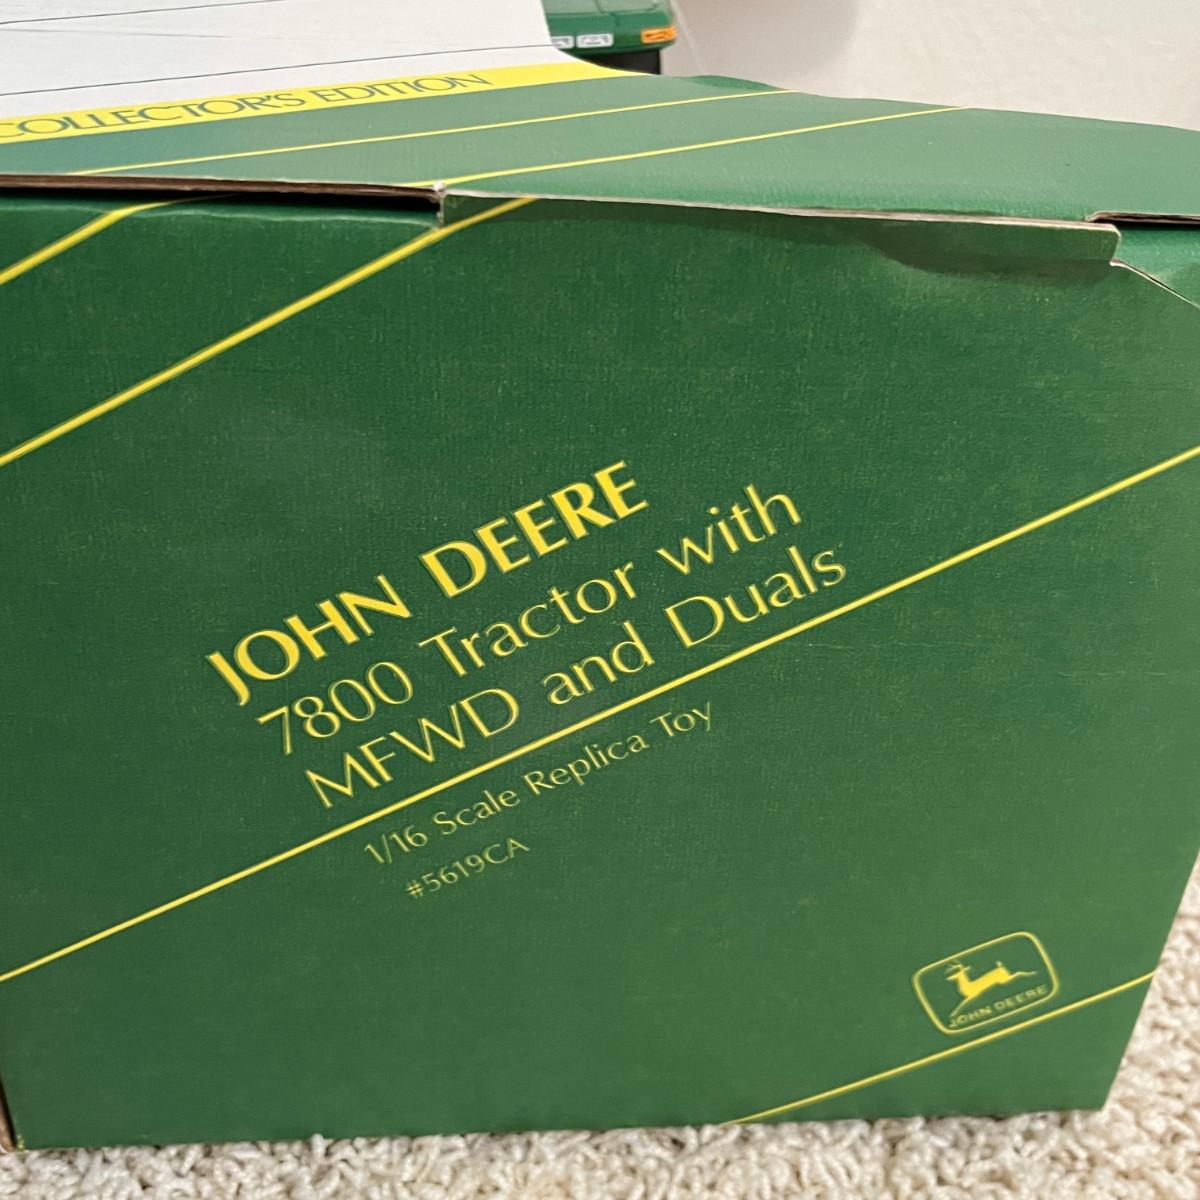 COLLECTOR'S EDITION
JOHN DEERE
7800 Tractor with
MFWD and Duals
1/16 Scale Replica Toy
#5619CA
JOHN DEERE